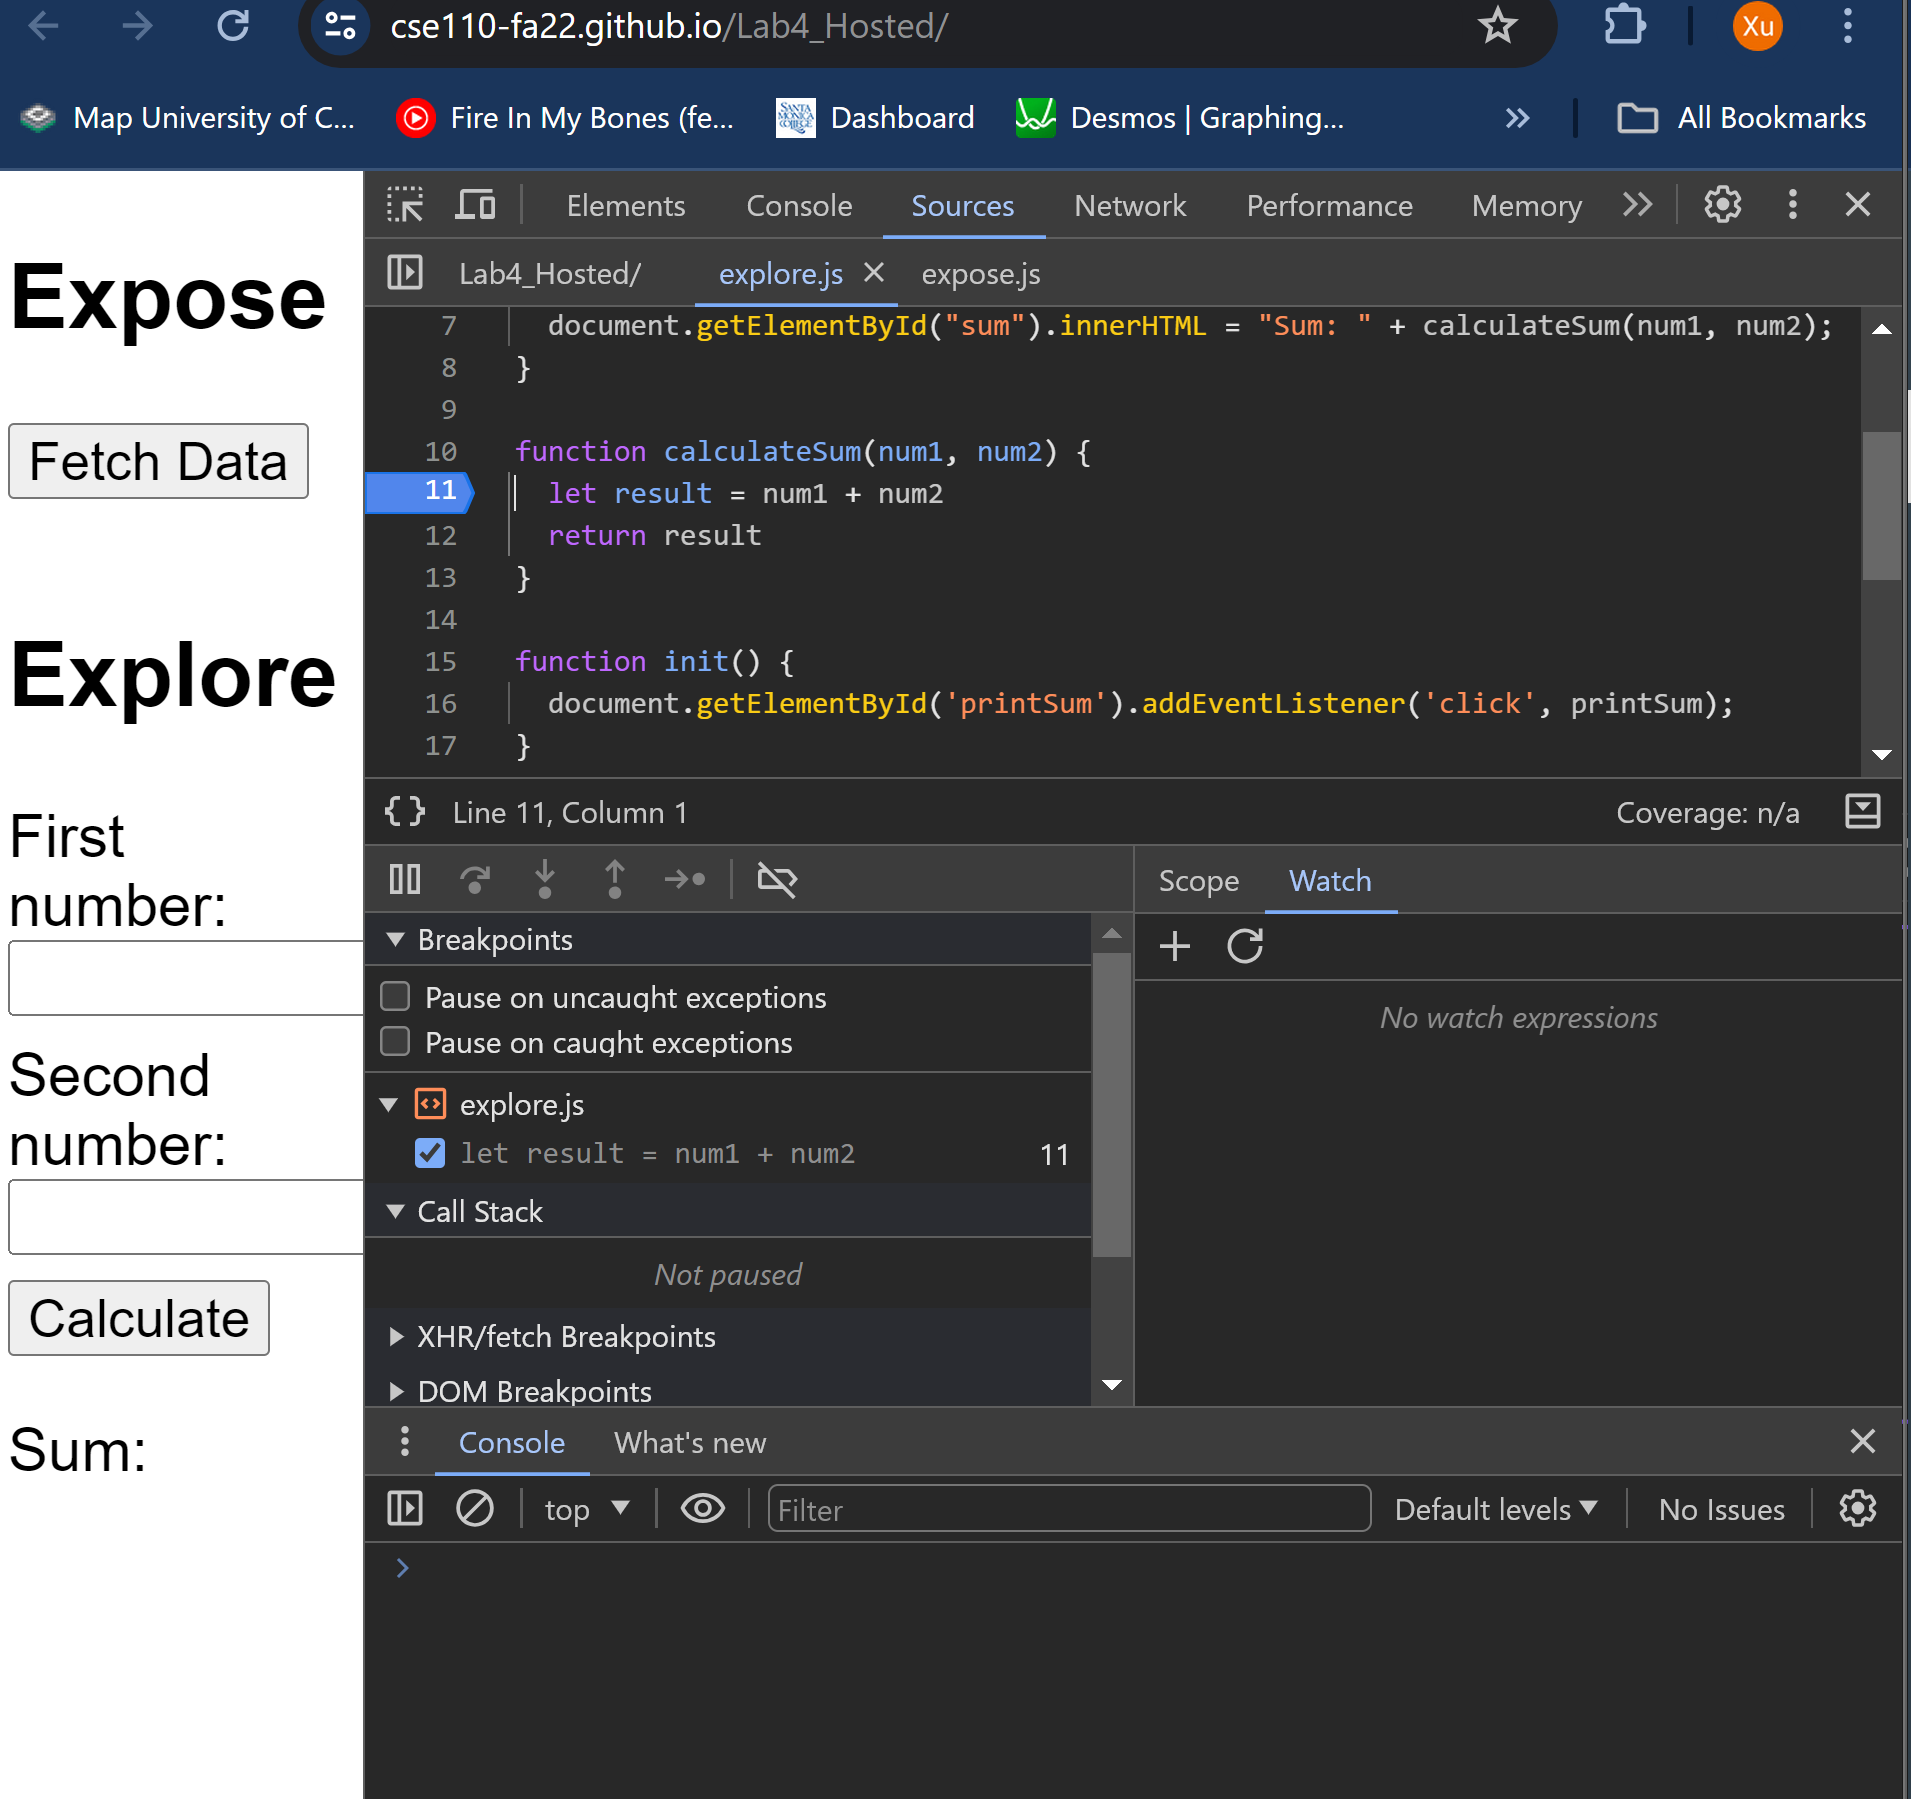 cse110-fa22.github.io/Lab4_Hosted/
Xu
Map University of C...
Fire In My Bones (fe...
SANTA MONICA COLLEGE
Dashboard
Desmos | Graphing...
All Bookmarks
Expose
Fetch Data
Explore
First
number:
Second
number:
Calculate
Sum:
Elements Console Sources Network Performance Memory
Lab4_Hosted/ explore.js expose.js
7 document.getElementById("sum").innerHTML = "Sum: " + calculateSum(num1, num2);
8 }
9
10 function calculateSum(num1, num2) {
11 let result = num1 + num2
12 return result
13 }
14
15 function init() {
16 document.getElementById('printSum').addEventListener('click', printSum);
17 }
{} Line 11, Column 1 Coverage: n/a
Breakpoints
Pause on uncaught exceptions
Pause on caught exceptions
explore.js
let result = num1 + num2 11
Call Stack
Not paused
XHR/fetch Breakpoints
DOM Breakpoints
Scope Watch
No watch expressions
Console What's new
top Filter Default levels No Issues